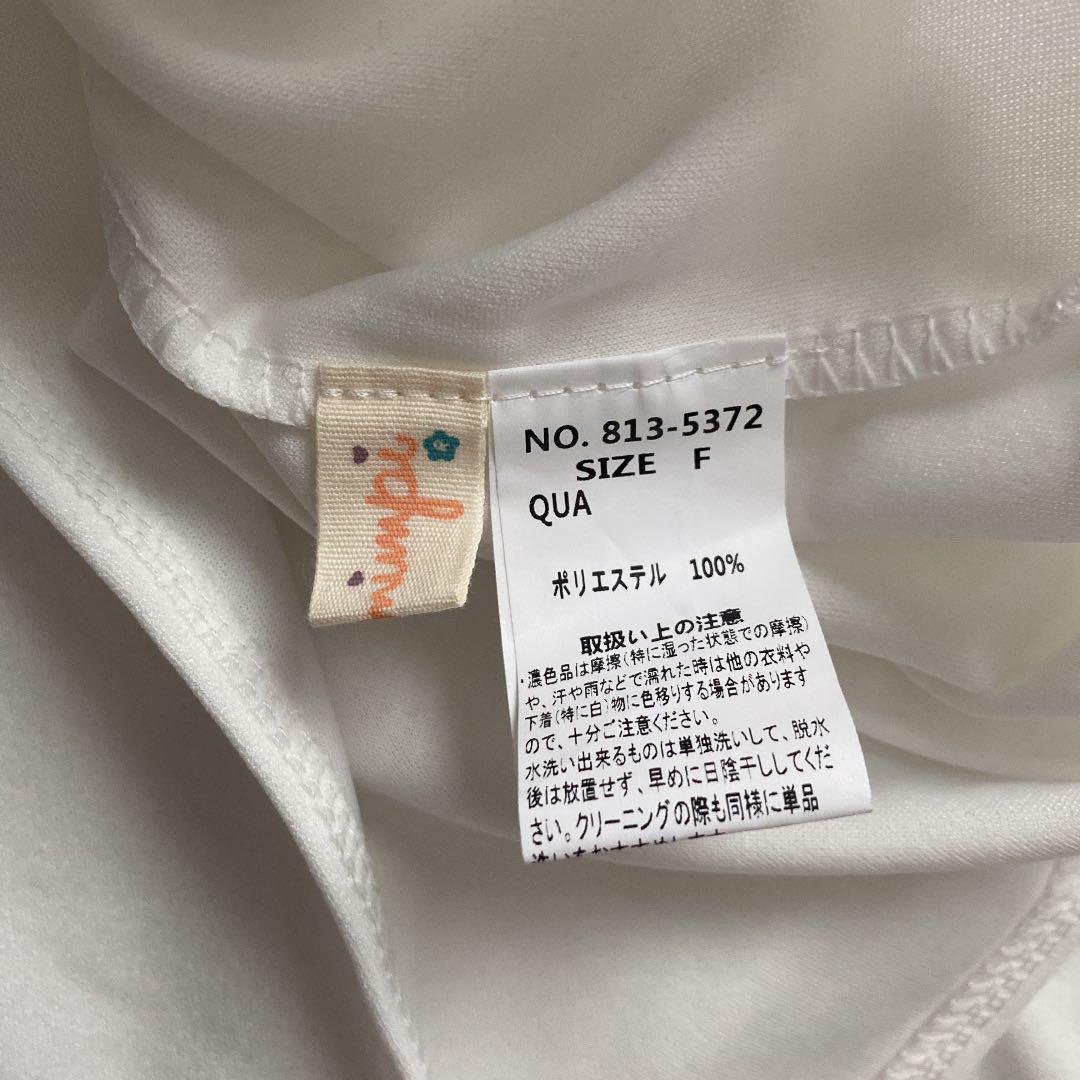 NO. 813-5372
SIZE F
QUA
ポリエステル 100%
取扱い上の注意
・濃色品は摩擦(特に湿った状態での摩擦)
や、汗や雨などで濡れた時は他の衣料や
下着(特に白)物に色移りする場合があります
ので、十分ご注意ください。
水洗い出来るものは単独洗いして、脱水
後は放置せず、早めに日陰干ししてくだ
さい。クリーニングの際も同様に単品